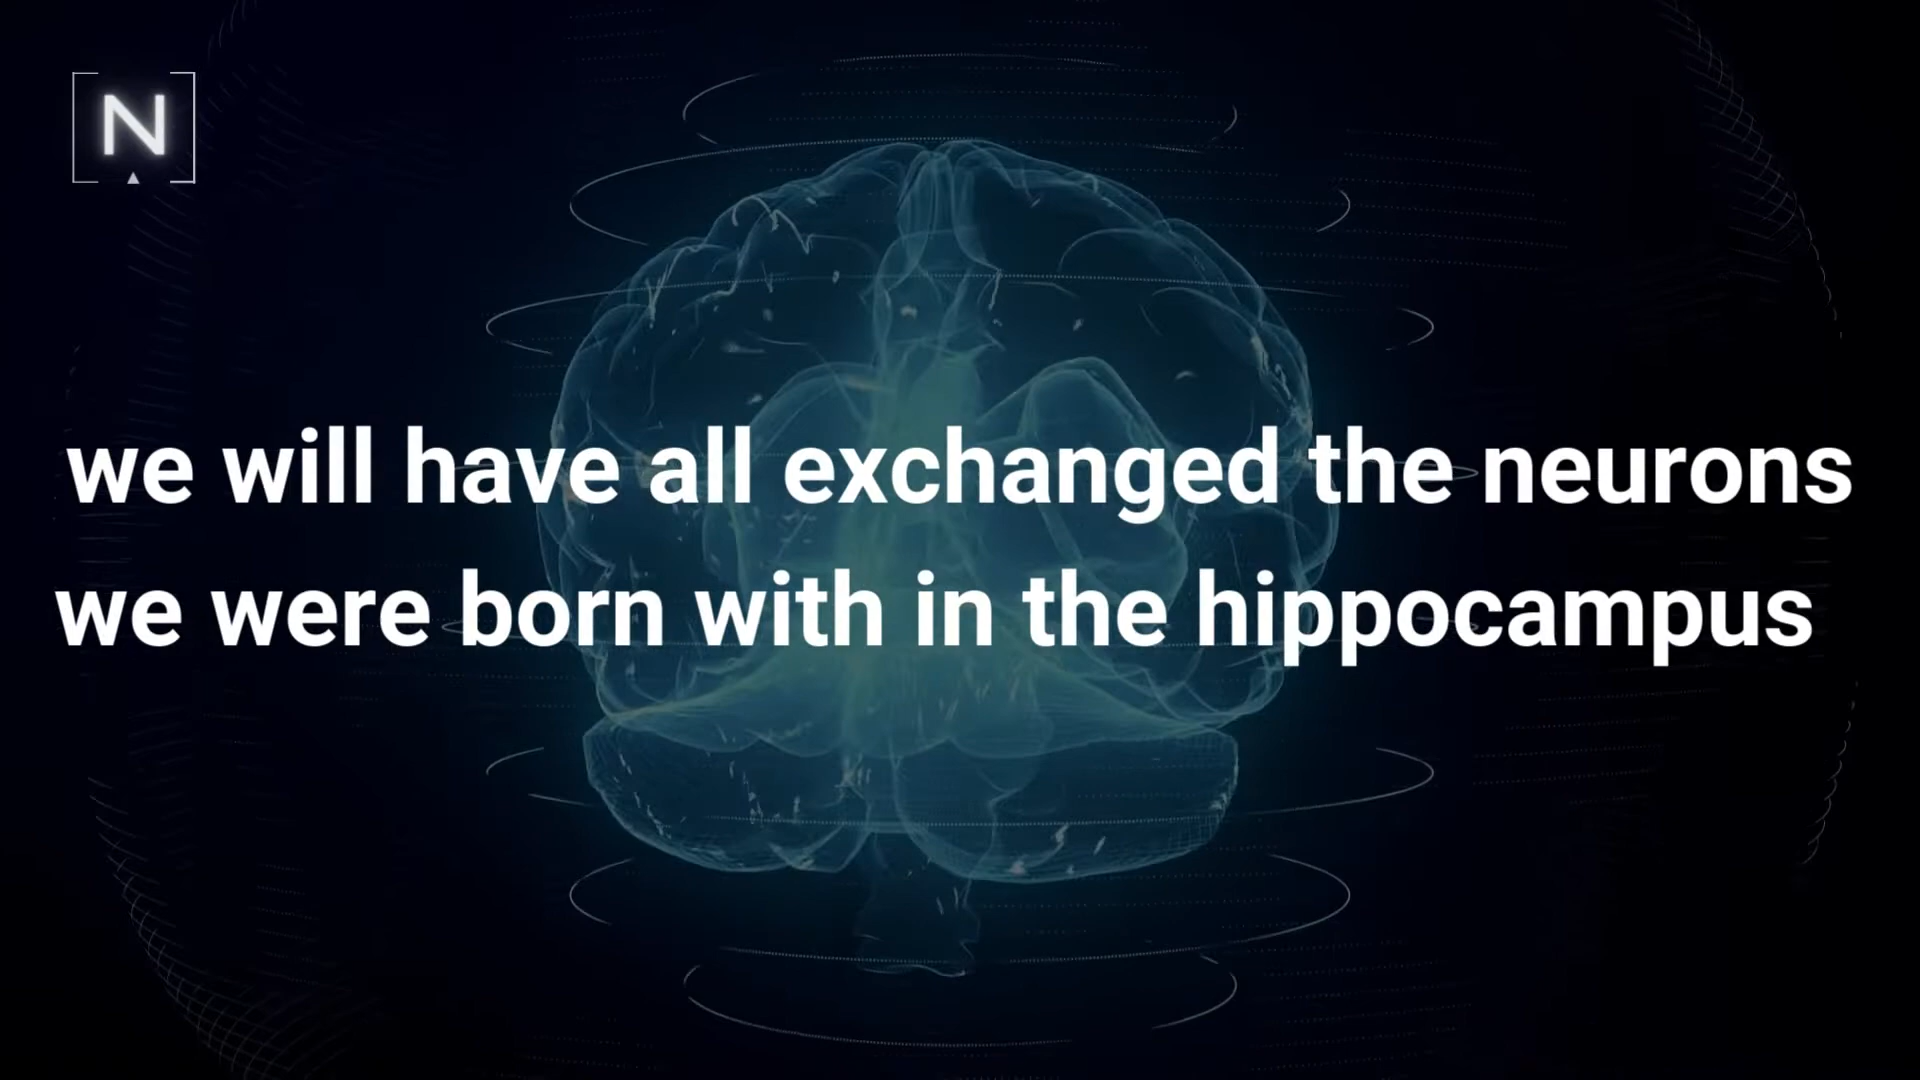 N
we will have all exchanged the neurons
we were born with in the hippocampus